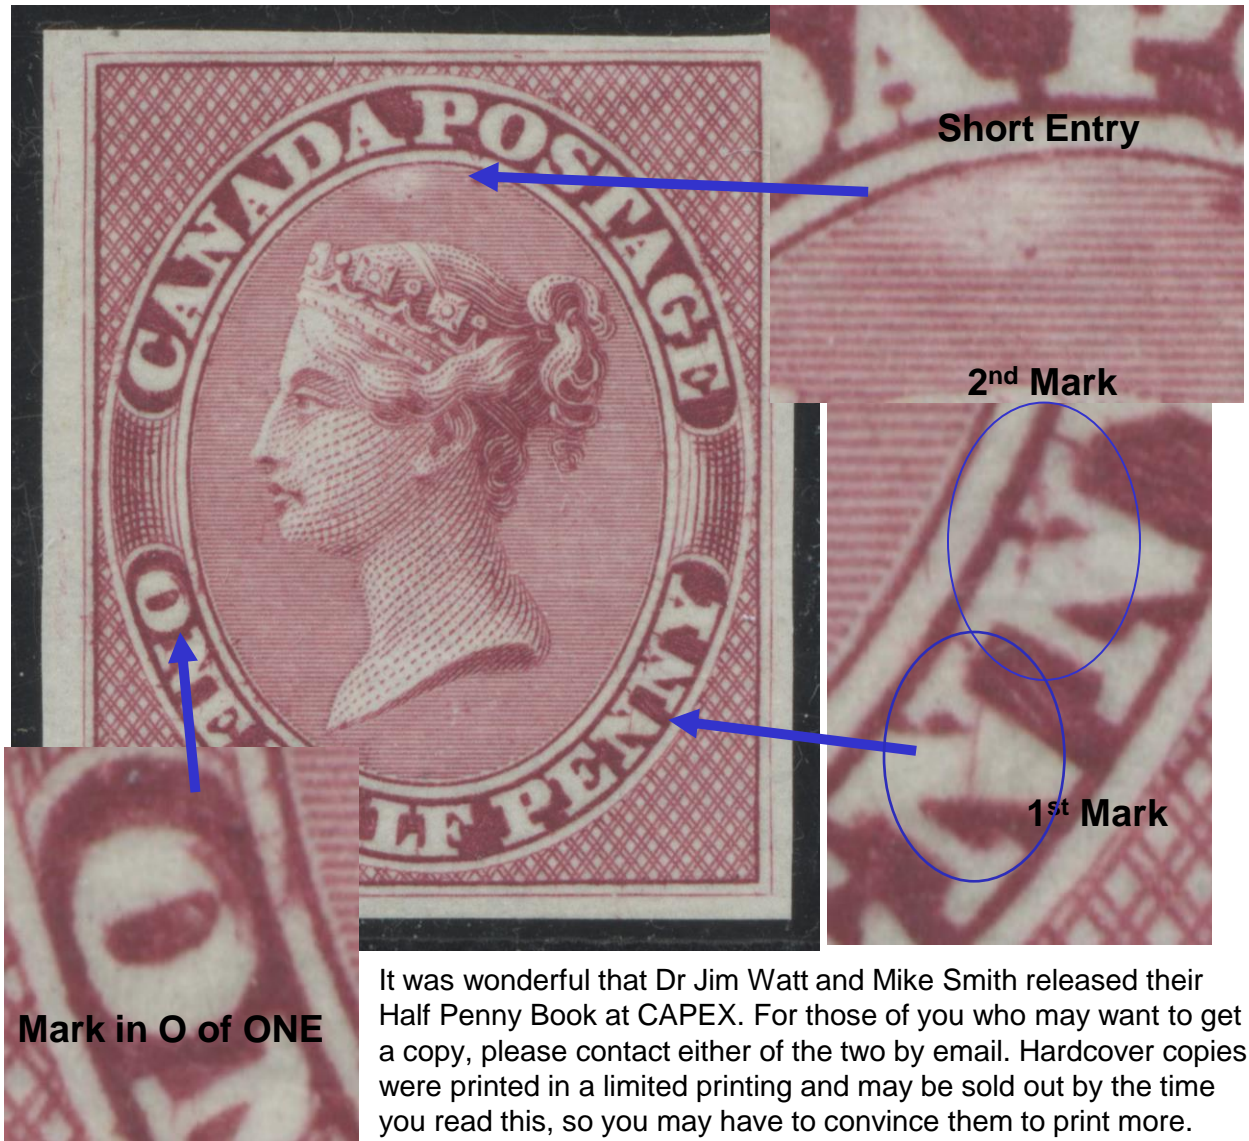 CANADA POSTAGE
Short Entry
2nd Mark
1st Mark
LF PENNY
Mark in O of ONE
It was wonderful that Dr Jim Watt and Mike Smith released their
Half Penny Book at CAPEX. For those of you who may want to get
a copy, please contact either of the two by email. Hardcover copies
were printed in a limited printing and may be sold out by the time
you read this, so you may have to convince them to print more.